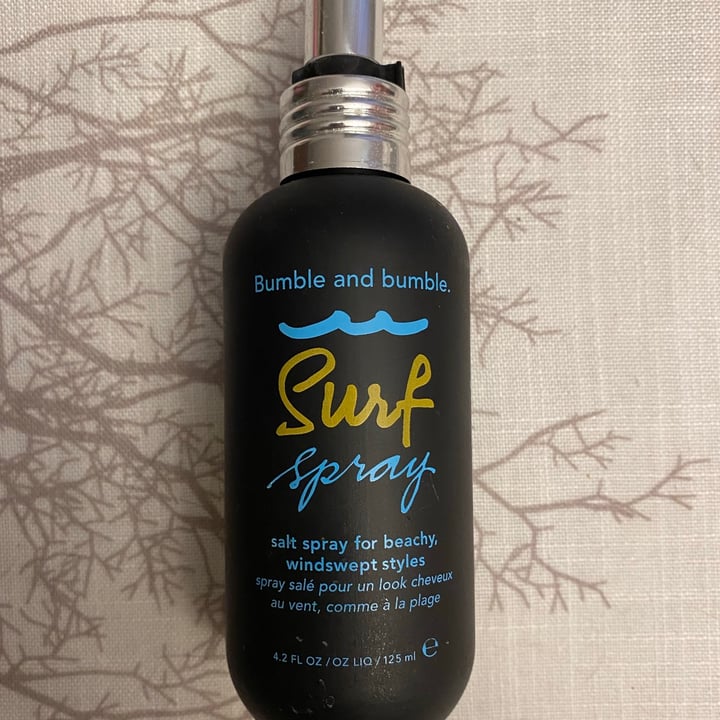 Bumble and bumble.
Surf
spray
salt spray for beachy,
windswept styles
spray salé pour un look cheveux
au vent, comme à la plage
4.2 FL OZ / OZ LIQ / 125 ml ℮